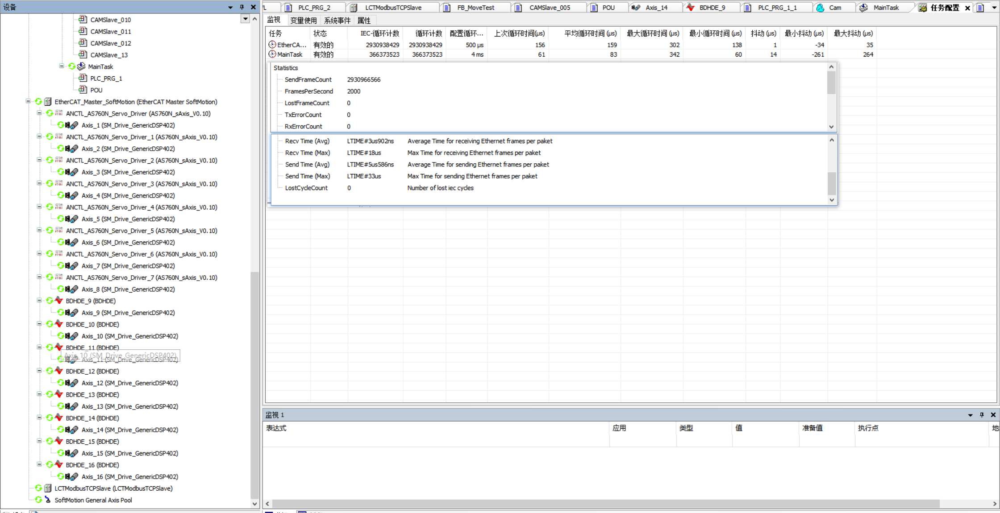 设备
CAMSlave_010
CAMSlave_011
CAMSlave_012
CAMSlave_13
MainTask
PLC_PRG_1
POU
EtherCAT_Master_SoftMotion (EtherCAT Master SoftMotion)
ANCTL_AS760N_Servo_Driver (AS760N_sAxis_V0.10)
Axis_1 (SM_Drive_GenericDSP402)
ANCTL_AS760N_Servo_Driver_1 (AS760N_sAxis_V0.10)
Axis_2 (SM_Drive_GenericDSP402)
ANCTL_AS760N_Servo_Driver_2 (AS760N_sAxis_V0.10)
Axis_3 (SM_Drive_GenericDSP402)
ANCTL_AS760N_Servo_Driver_3 (AS760N_sAxis_V0.10)
Axis_4 (SM_Drive_GenericDSP402)
ANCTL_AS760N_Servo_Driver_4 (AS760N_sAxis_V0.10)
Axis_5 (SM_Drive_GenericDSP402)
ANCTL_AS760N_Servo_Driver_5 (AS760N_sAxis_V0.10)
Axis_6 (SM_Drive_GenericDSP402)
ANCTL_AS760N_Servo_Driver_6 (AS760N_sAxis_V0.10)
Axis_7 (SM_Drive_GenericDSP402)
ANCTL_AS760N_Servo_Driver_7 (AS760N_sAxis_V0.10)
Axis_8 (SM_Drive_GenericDSP402)
BDHDE_9 (BDHDE)
Axis_9 (SM_Drive_GenericDSP402)
BDHDE_10 (BDHDE)
Axis_10 (SM_Drive_GenericDSP402)
BDHDE_11 (BDHDE)
Axis_10 (SM_Drive_GenericDSP402)
Axis_11 (SM_Drive_GenericDSP402)
BDHDE_12 (BDHDE)
Axis_12 (SM_Drive_GenericDSP402)
BDHDE_13 (BDHDE)
Axis_13 (SM_Drive_GenericDSP402)
BDHDE_14 (BDHDE)
Axis_14 (SM_Drive_GenericDSP402)
BDHDE_15 (BDHDE)
Axis_15 (SM_Drive_GenericDSP402)
BDHDE_16 (BDHDE)
Axis_16 (SM_Drive_GenericDSP402)
LCTModbusTCPSlave (LCTModbusTCPSlave)
SoftMotion General Axis Pool
PLC_PRG_2 LCTModbusTCPSlave FB_MoveTest CAMSlave_005 POU Axis_14 BDHDE_9 PLC_PRG_1_1 Cam MainTask 任务配置
监视 变量使用 系统事件 属性
任务 状态 IEC-循环计数 循环计数 配置循环... 上次循环时间(µs) 平均循环时间 (µs) 最大循环时间 (µs) 最小循环时间 (µs) 抖动 (µs) 最小抖动 (µs) 最大抖动 (µs)
EtherCA... 有效的 2930938429 2930938429 500 µs 156 159 302 138 1 -34 35
MainTask 有效的 366373523 366373523 4 ms 61 83 342 60 14 -261 264
Statistics
SendFrameCount 2930966566
FramesPerSecond 2000
LostFrameCount 0
TxErrorCount 0
RxErrorCount 0
Recv Time (Avg) LTIME#3us902ns Average Time for receiving Ethernet frames per paket
Recv Time (Max) LTIME#18us Max Time for receiving Ethernet frames per paket
Send Time (Avg) LTIME#5us586ns Average Time for sending Ethernet frames per paket
Send Time (Max) LTIME#33us Max Time for sending Ethernet frames per paket
LostCycleCount 0 Number of lost iec cycles
监视 1
表达式 应用 类型 值 准备值 执行点 地